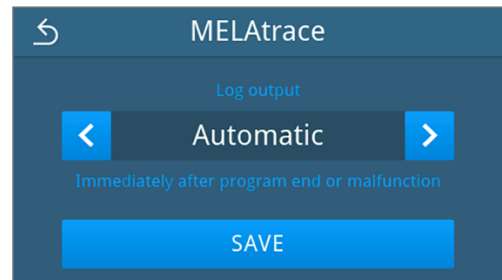 MELAtrace
Log output
Automatic
Immediately after program end or malfunction
SAVE